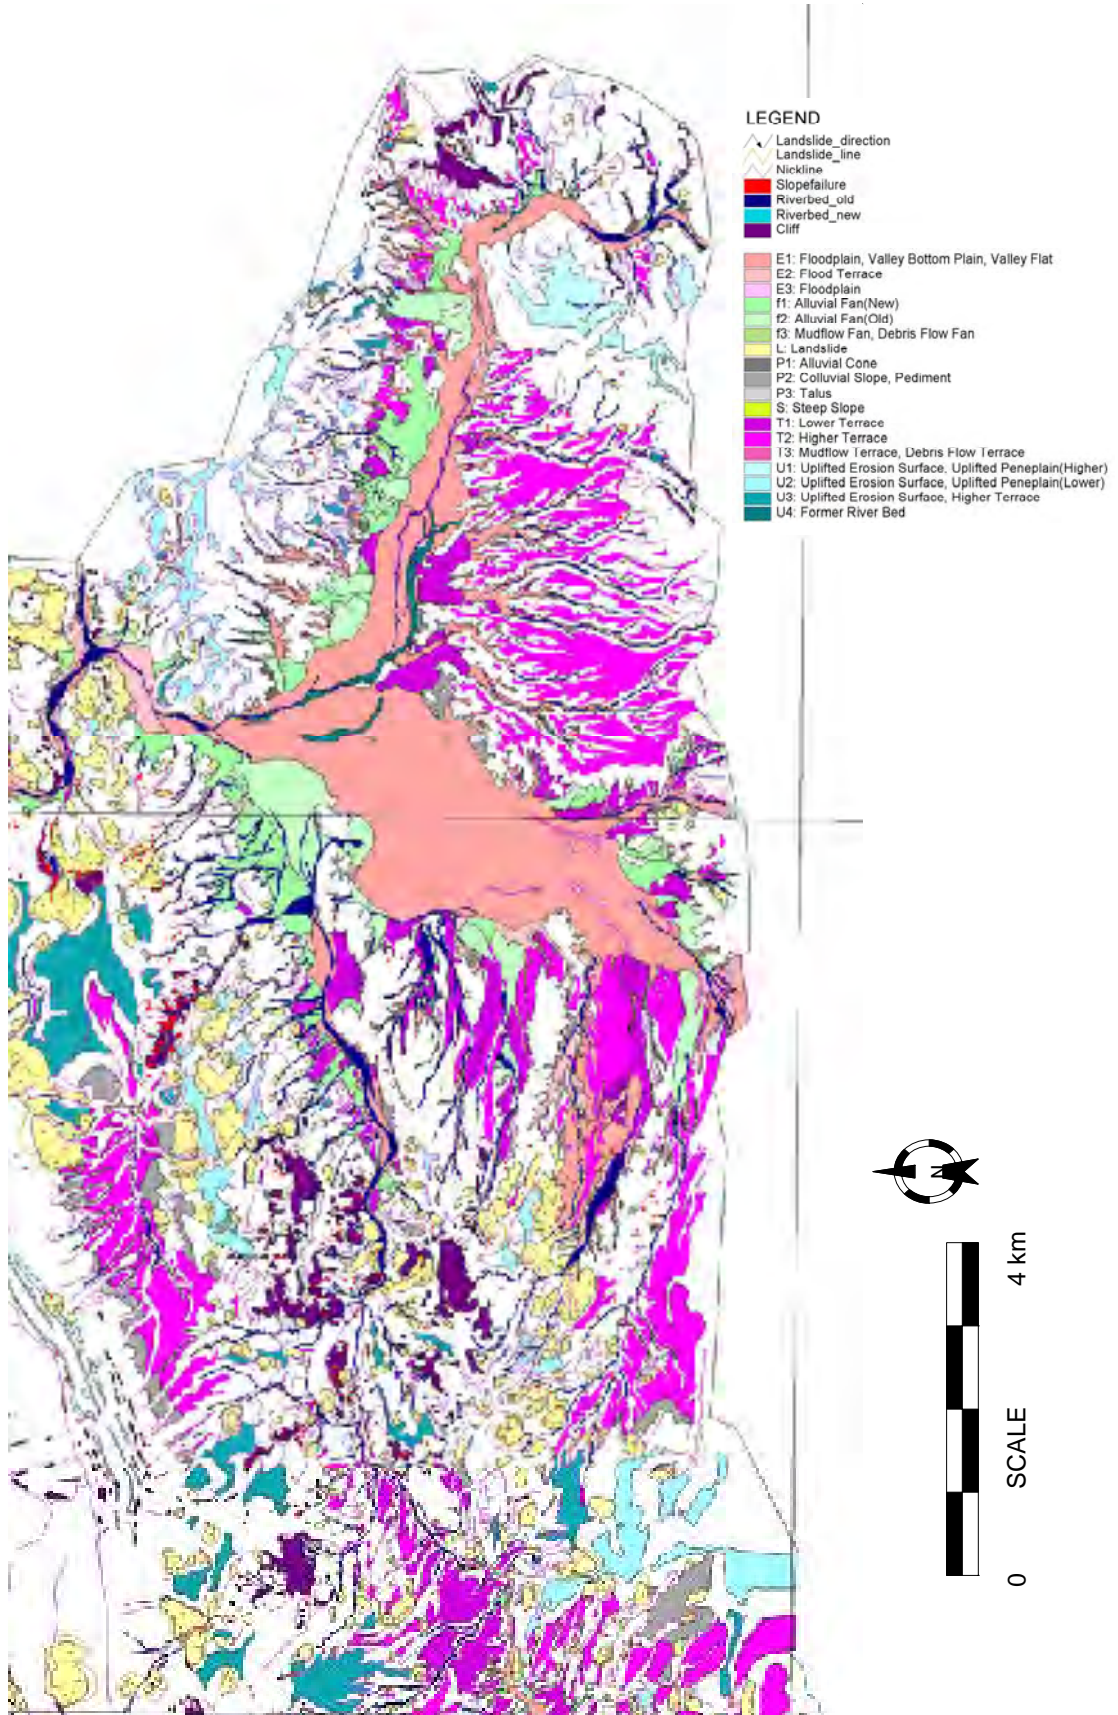 LEGEND
Landslide_direction
Landslide_line
Nickline
Slopefailure
Riverbed_old
Riverbed_new
Cliff
E1: Floodplain, Valley Bottom Plain, Valley Flat
E2: Flood Terrace
E3: Floodplain
f1: Alluvial Fan(New)
f2: Alluvial Fan(Old)
f3: Mudflow Fan, Debris Flow Fan
L: Landslide
P1: Alluvial Cone
P2: Colluvial Slope, Pediment
P3: Talus
S: Steep Slope
T1: Lower Terrace
T2: Higher Terrace
T3: Mudflow Terrace, Debris Flow Terrace
U1: Uplifted Erosion Surface, Uplifted Peneplain(Higher)
U2: Uplifted Erosion Surface, Uplifted Peneplain(Lower)
U3: Uplifted Erosion Surface, Higher Terrace
U4: Former River Bed
N
4 km
SCALE
0